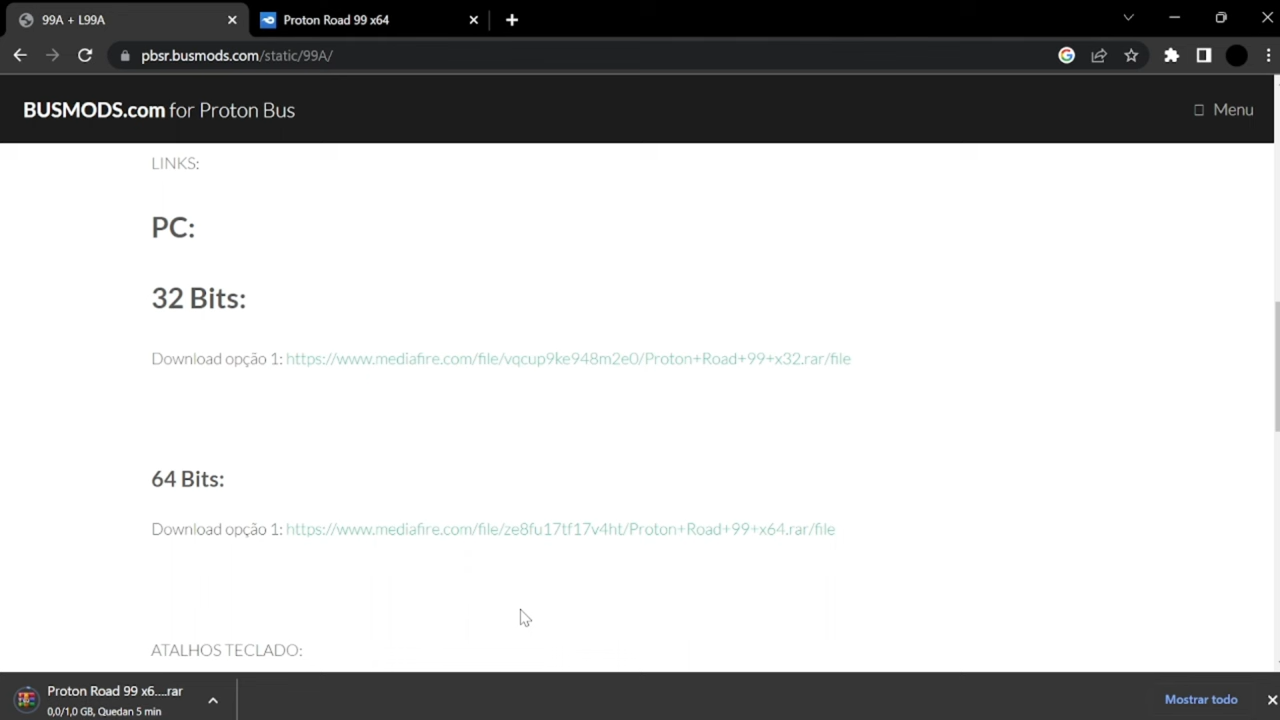 99A + L99A
Proton Road 99 x64
pbsr.busmods.com/static/99A/
BUSMODS.com for Proton Bus
Menu
LINKS:
PC:
32 Bits:
Download opção 1: https://www.mediafire.com/file/vqcup9ke948m2e0/Proton+Road+99+x32.rar/file
64 Bits:
Download opção 1: https://www.mediafire.com/file/ze8fu17tf17v4ht/Proton+Road+99+x64.rar/file
ATALHOS TECLADO:
Proton Road 99 x6....rar
0,0/1,0 GB, Quedan 5 min
Mostrar todo